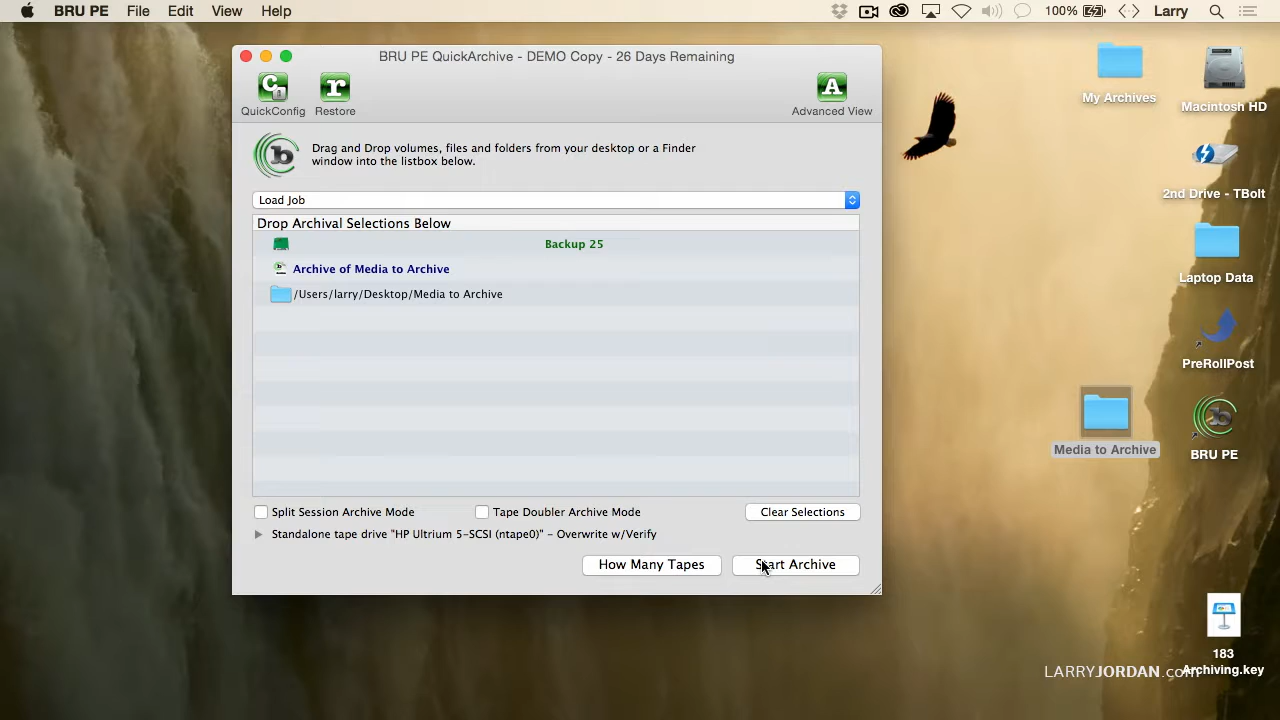 BRU PE File Edit View Help 100% Larry
BRU PE QuickArchive - DEMO Copy - 26 Days Remaining
QuickConfig Restore Advanced View
Drag and Drop volumes, files and folders from your desktop or a Finder
window into the listbox below.
Load Job
Drop Archival Selections Below
Backup 25
Archive of Media to Archive
/Users/larry/Desktop/Media to Archive
Split Session Archive Mode Tape Doubler Archive Mode Clear Selections
Standalone tape drive "HP Ultrium 5-SCSI (ntape0)" - Overwrite w/Verify
How Many Tapes Start Archive
My Archives
Macintosh HD
2nd Drive - TBolt
Laptop Data
PreRollPost
Media to Archive
BRU PE
183
Archiving.key
LARRYJORDAN.com